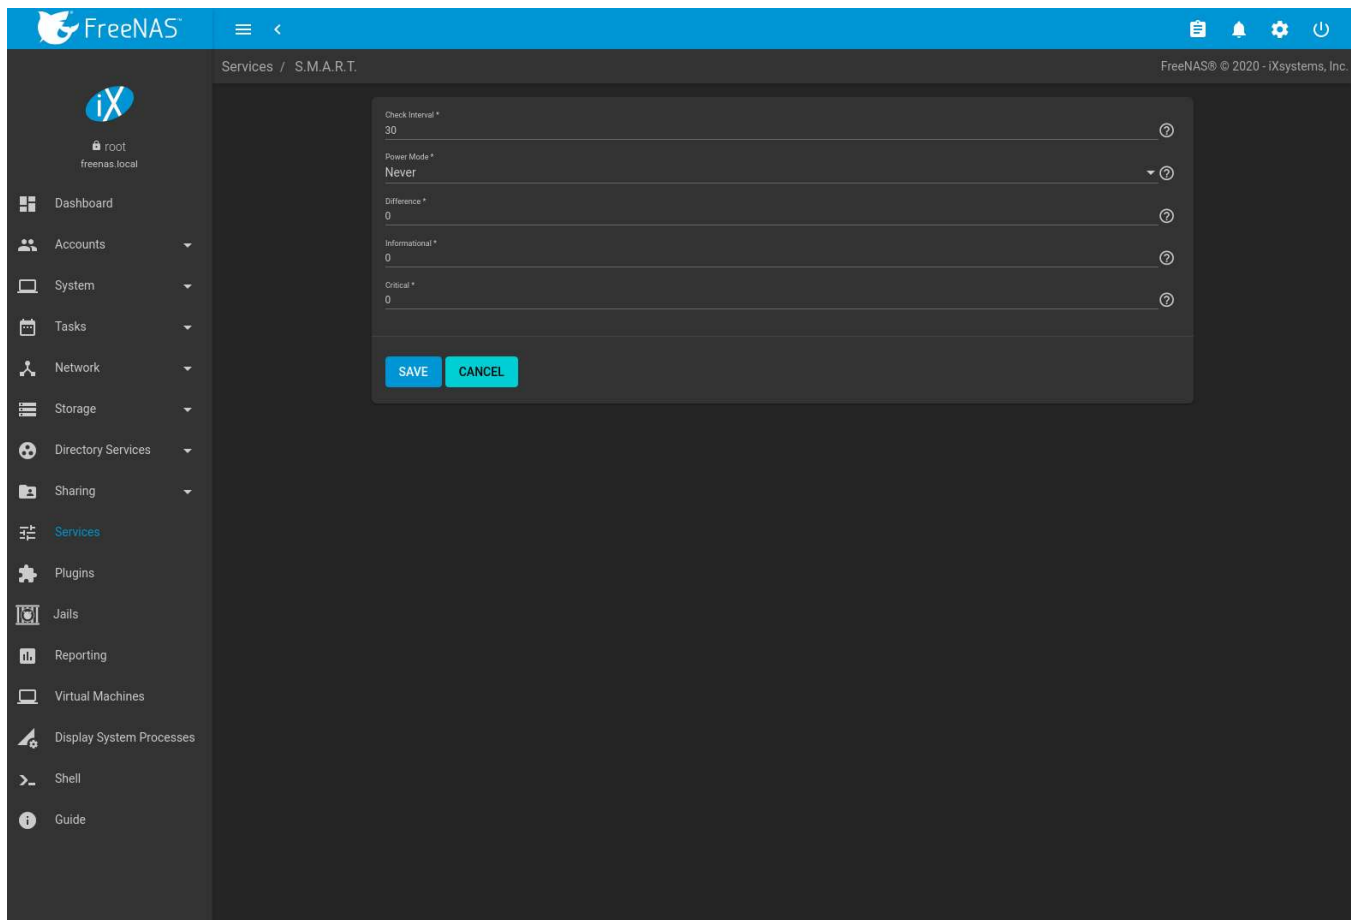 FreeNAS
Services / S.M.A.R.T.
FreeNAS® © 2020 - iXsystems, Inc.
iX
root
freenas.local
Dashboard
Accounts
System
Tasks
Network
Storage
Directory Services
Sharing
Services
Plugins
Jails
Reporting
Virtual Machines
Display System Processes
Shell
Guide
Check Interval *
30
Power Mode *
Never
Difference *
0
Informational *
0
Critical *
0
SAVE CANCEL